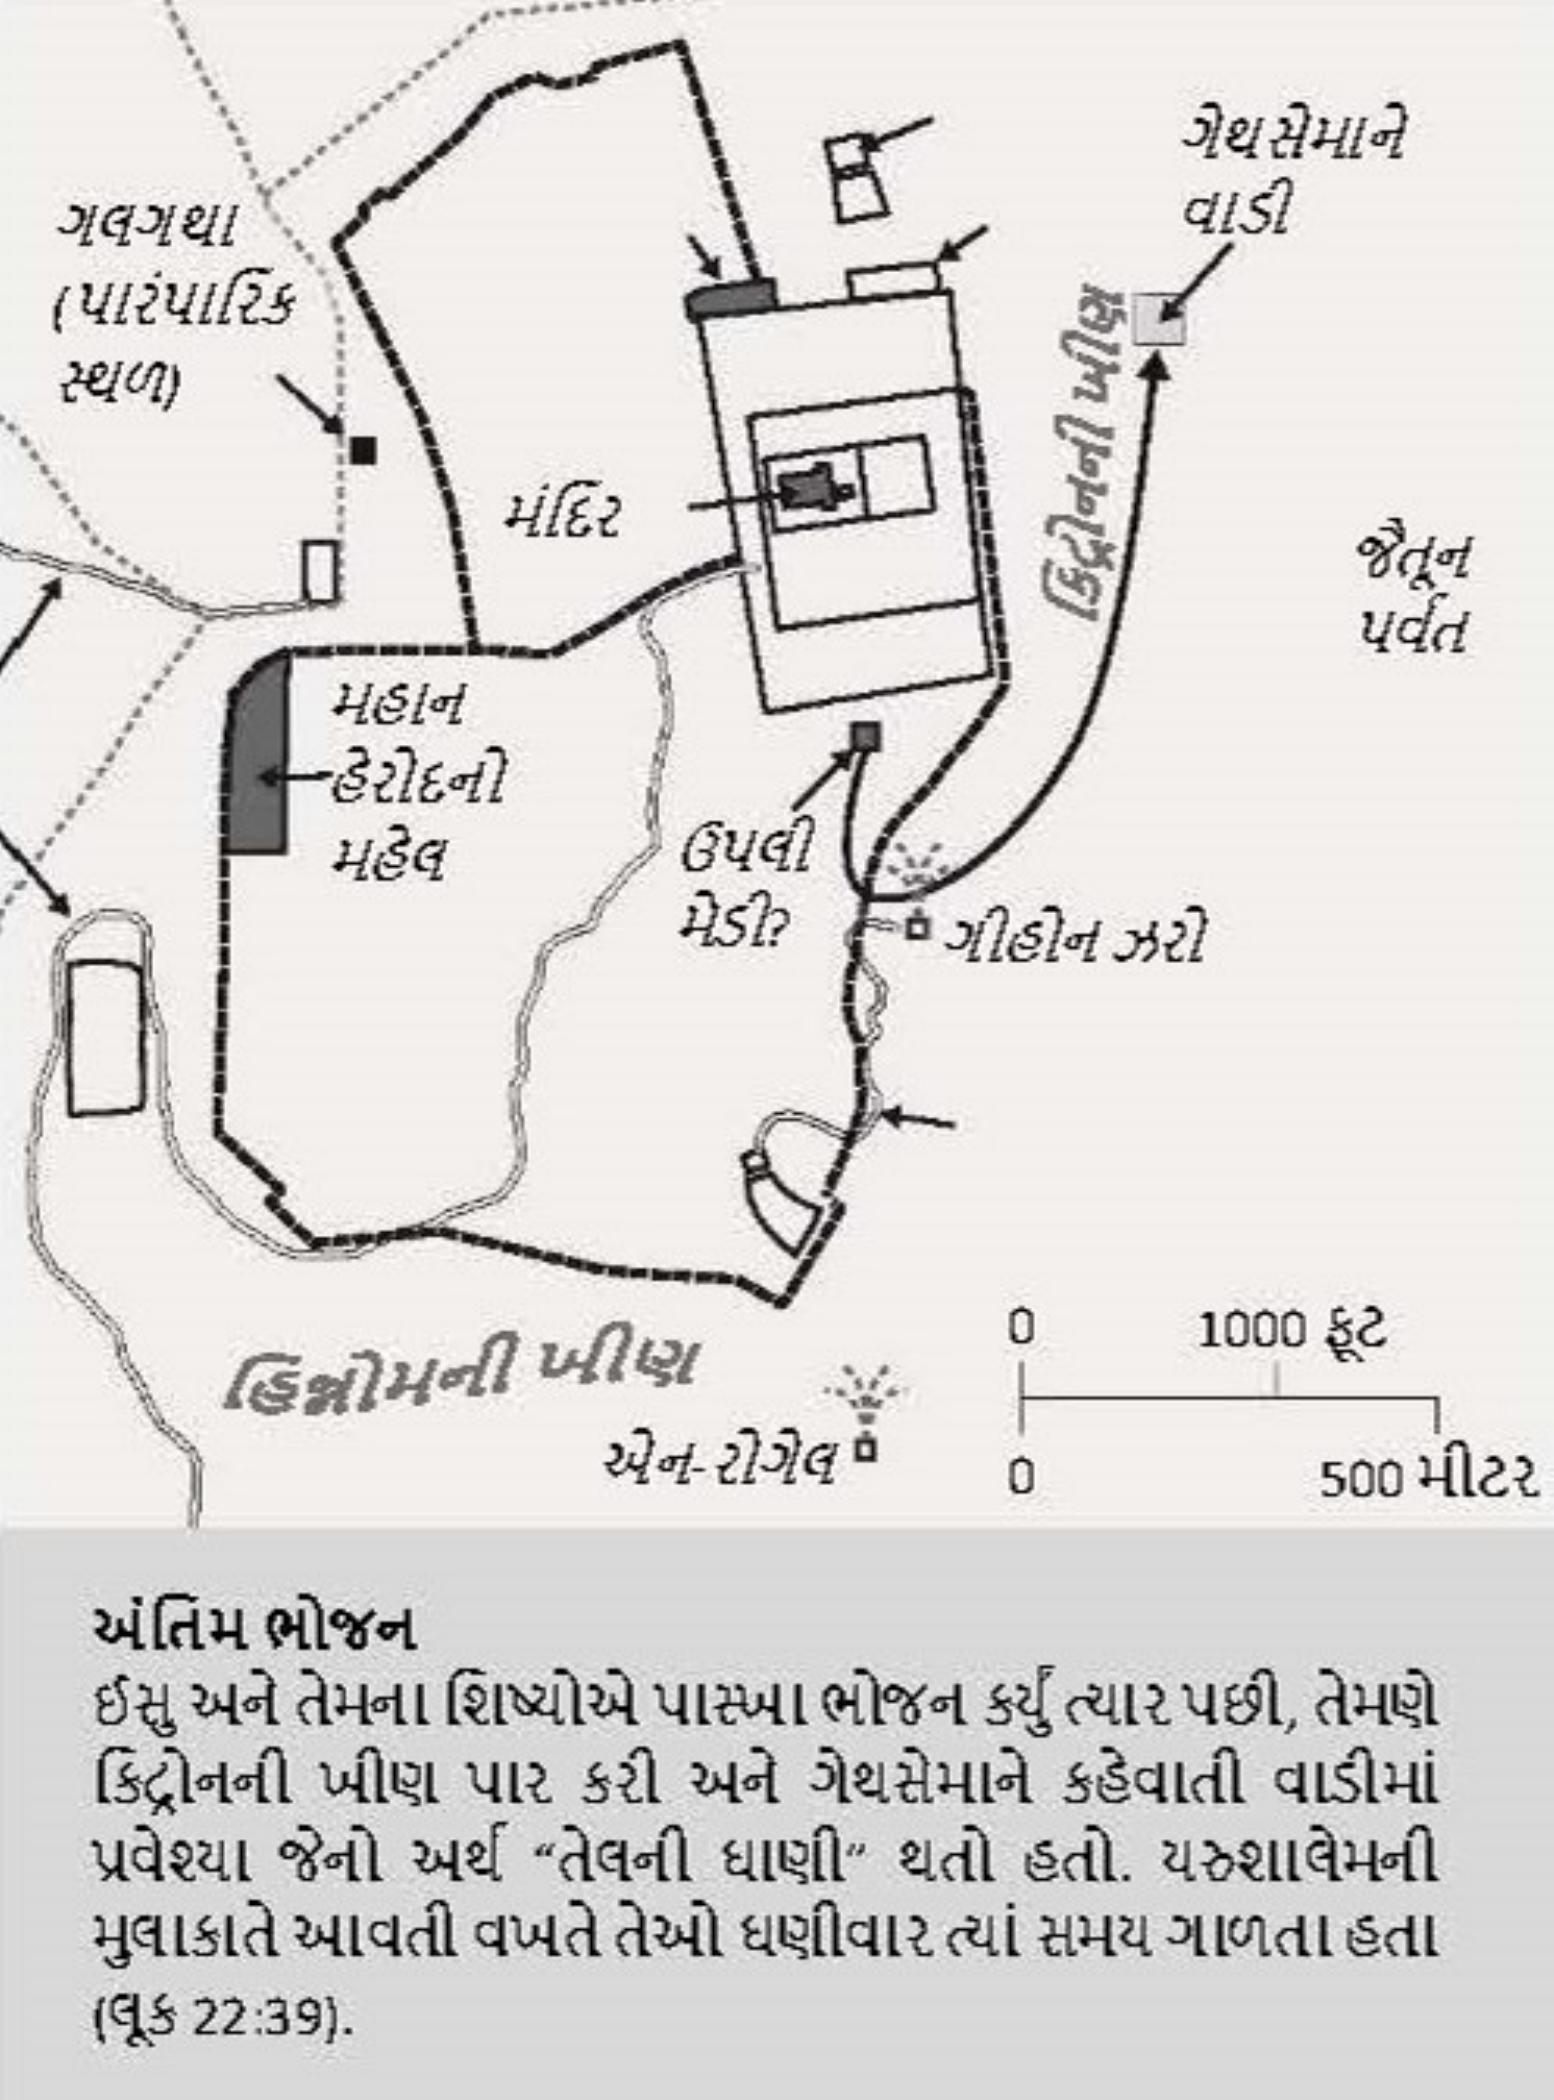 ગેથસેમાને
વાડી
ગલગથા
(પારંપારિક
સ્થળ)
કિદ્રોનની ખીણ
મંદિર
જૈતૂન
પર્વત
મહાન
હેરોદનો
મહેલ
ઉપલી
મેડી?
ગીહોન ઝરો
હિન્નોમની ખીણ
એન-રોગેલ
0 1000 ફૂટ
0 500 મીટર
અંતિમ ભોજન
ઈસુ અને તેમના શિષ્યોએ પાસ્ખા ભોજન કર્યું ત્યાર પછી, તેમણે
કિદ્રોનની ખીણ પાર કરી અને ગેથસેમાને કહેવાતી વાડીમાં
પ્રવેશ્યા જેનો અર્થ “તેલની ઘાણી” થતો હતો. યરુશાલેમની
મુલાકાતે આવતી વખતે તેઓ ઘણીવાર ત્યાં સમય ગાળતા હતા
(લૂક 22:39).